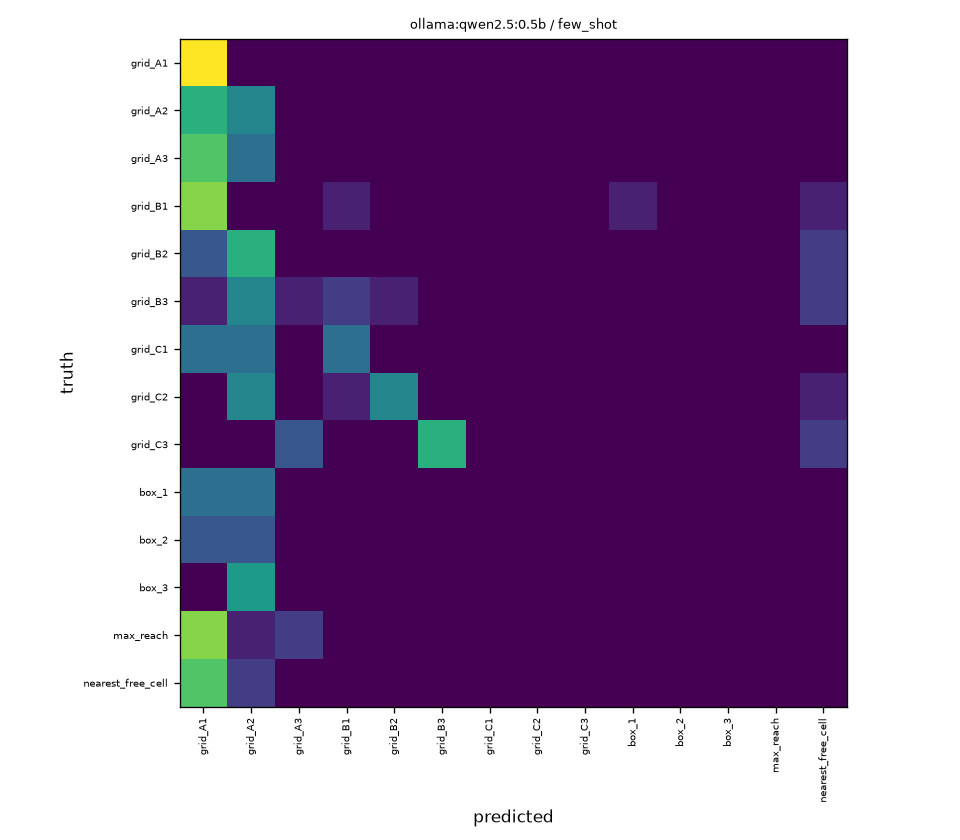 ollama:qwen2.5:0.5b / few_shot
grid_A1
grid_A2
grid_A3
grid_B1
grid_B2
grid_B3
grid_C1
grid_C2
grid_C3
box_1
box_2
box_3
max_reach
nearest_free_cell
truth
grid_A1
grid_A2
grid_A3
grid_B1
grid_B2
grid_B3
grid_C1
grid_C2
grid_C3
box_1
box_2
box_3
max_reach
nearest_free_cell
predicted